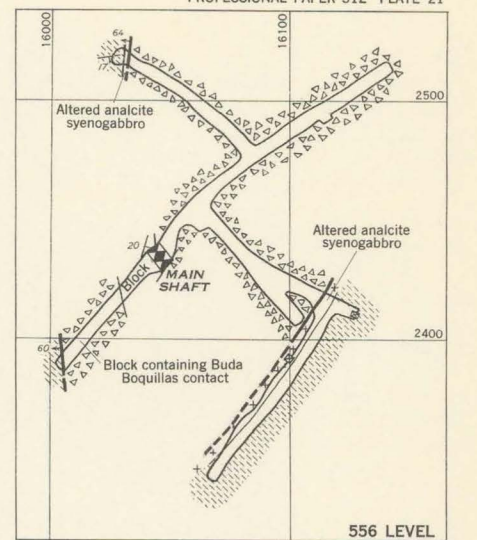 PROFESSIONAL PAPER 312 PLATE 21
16000
16100
64
17
2500
Altered analcite
syenogabbro
Altered analcite
syenogabbro
20
Block
MAIN
SHAFT
2400
60
Block containing Buda
Boquillas contact
556 LEVEL